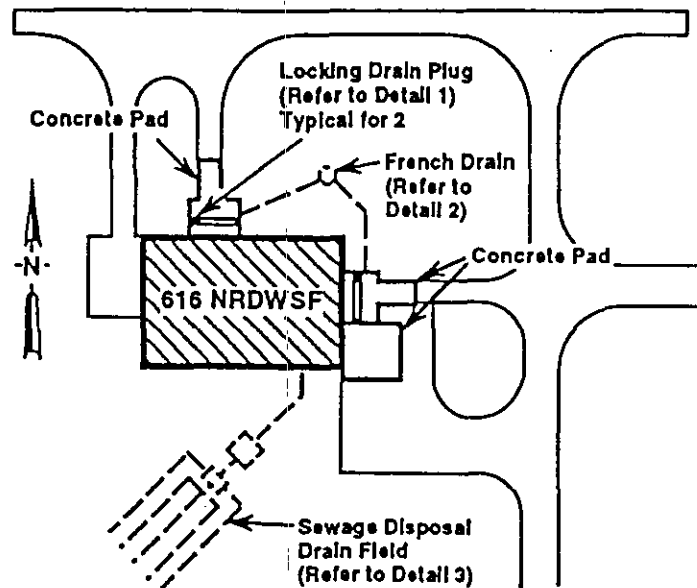 Locking Drain Plug
(Refer to Detail 1)
Typical for 2
Concrete Pad
French Drain
(Refer to
Detail 2)
-N-
Concrete Pad
616 NRDWSF
Sewage Disposal
Drain Field
(Refer to Detail 3)